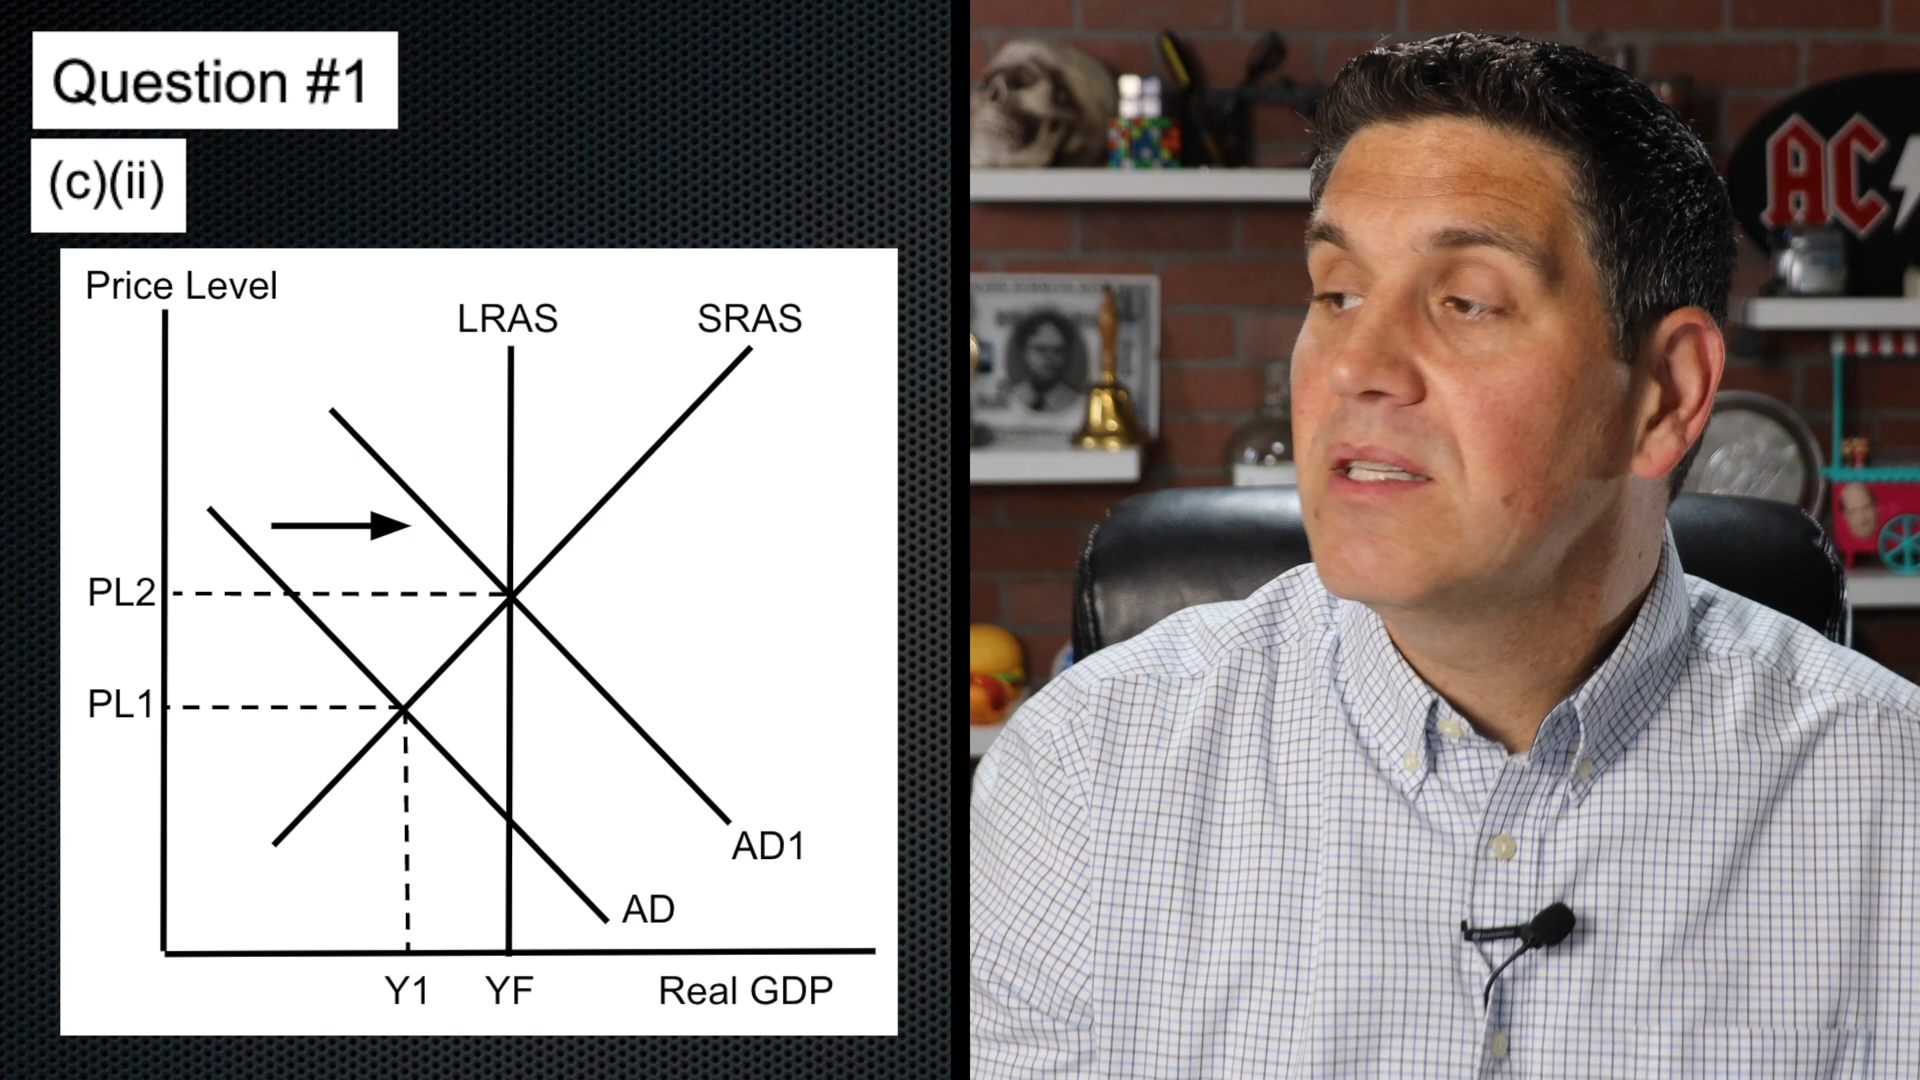 Question #1
(c)(ii)
Price Level
LRAS
SRAS
PL2
PL1
AD1
AD
Y1
YF
Real GDP
AC